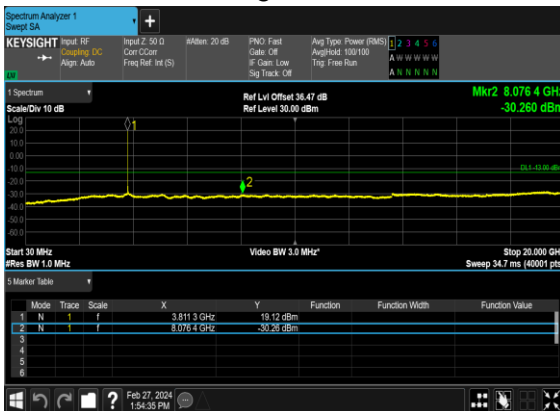 Spectrum Analyzer 1
Swept SA
KEYSIGHT Input: RF Input Z: 50 Ω #Atten: 20 dB PNO: Fast Avg Type: Power (RMS) 1 2 3 4 5 6
Coupling: DC Corr CCorr Gate: Off Avg|Hold: 100/100 A W W W W W
Align: Auto Freq Ref: Int (S) IF Gain: Low Trig: Free Run
LV Sig Track: Off A N N N N N
1 Spectrum Ref Lvl Offset 36.47 dB Mkr2 8.076 4 GHz
Scale/Div 10 dB Ref Level 30.00 dBm -30.260 dBm
Log
20.0
10.0
0.00
-10.0
DL1 -13.00 dBm
-20.0
-30.0
-40.0
-50.0
-60.0
1
2
Start 30 MHz Video BW 3.0 MHz* Stop 20.000 GH
#Res BW 1.0 MHz Sweep 34.7 ms (40001 pts
5 Marker Table
Mode Trace Scale X Y Function Function Width Function Value
1 N 1 f 3.811 3 GHz 19.12 dBm
2 N 1 f 8.076 4 GHz -30.26 dBm
3
4
5
6
? Feb 27, 2024
1:54:35 PM